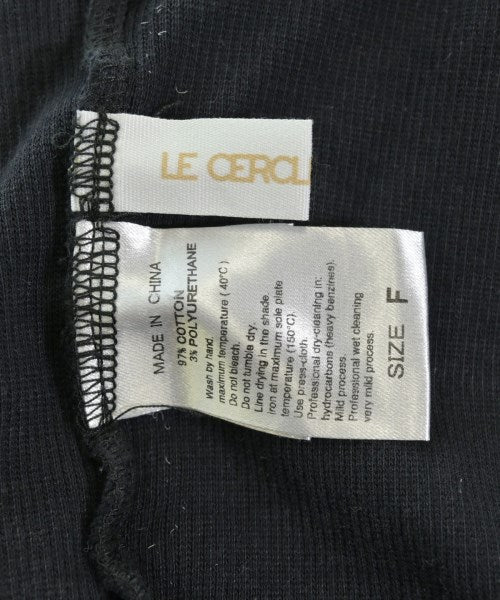 LE CERCL
MADE IN CHINA
97% COTTON
3% POLYURETHANE
Wash by hand.
maximum temperature (40°C)
Do not bleach.
Do not tumble dry.
Line drying in the shade.
Iron at maximum sole plate
temperature (150°C).
Use press-cloth.
Professional dry-cleaning in:
hydrocarbons (heavy benzines).
Mild process.
Professional wet cleaning
very mild process.
SIZE F